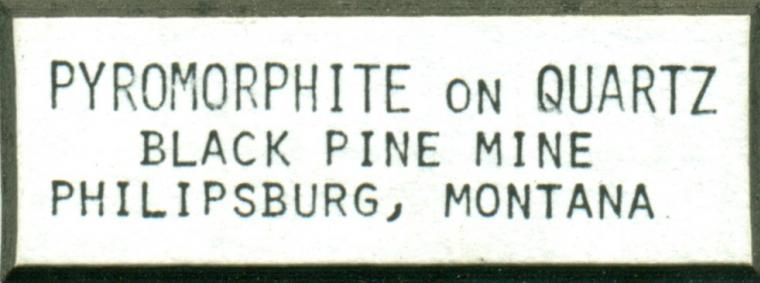 PYROMORPHITE ON QUARTZ
BLACK PINE MINE
PHILIPSBURG, MONTANA